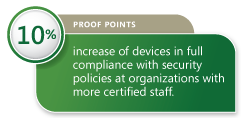 PROOF POINTS
10%
increase of devices in full
compliance with security
policies at organizations with
more certified staff.